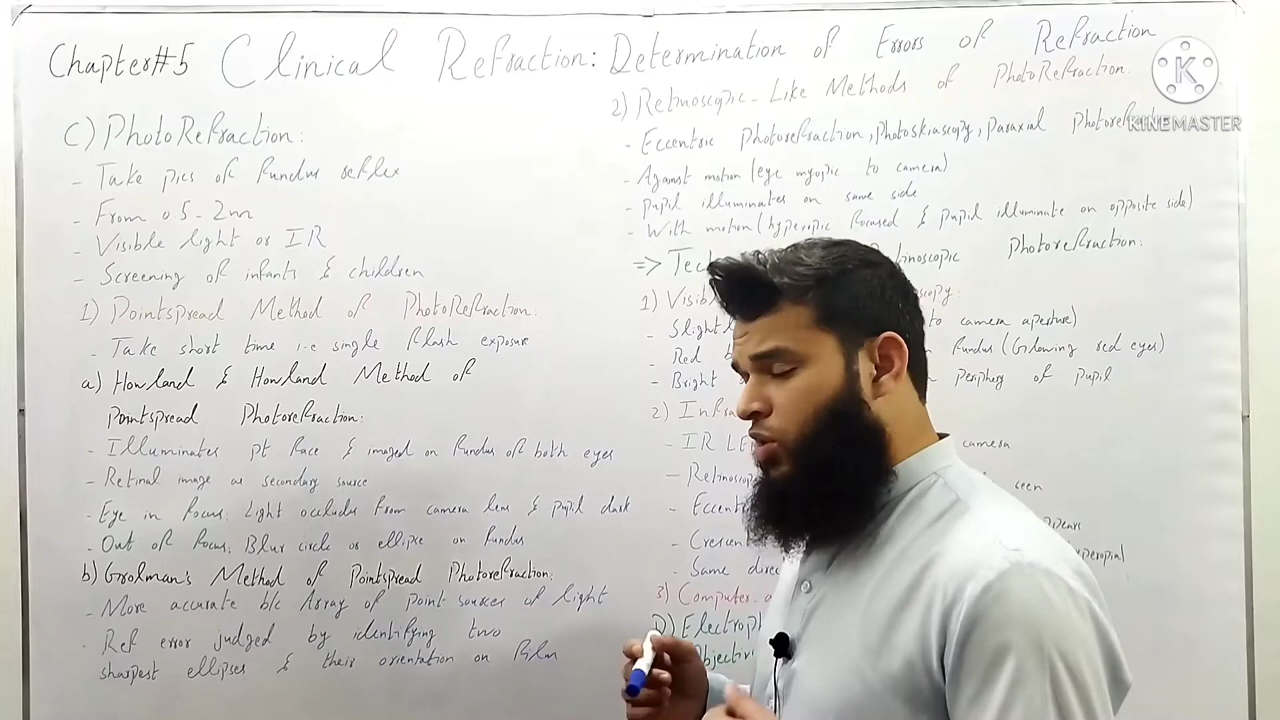 Chapter#5 Clinical Refraction: Determination of Errors of Refraction
C) PhotoRefraction:
- Take pics of fundus reflex
- From 0.5-2m
- Visible light or IR
- Screening of infants & children
1) Pointspread Method of PhotoRefraction:
- Take short time i-e single flash exposure
a) Howland & Howland Method of
Pointspread Photorefraction:
- Illuminates pt face & imaged on fundus of both eyes
- Retinal image as secondary source
- Eye in focus: Light occludes from camera lens & pupil dark
- Out of focus: Blur circle or ellipse on fundus
b) Grolman's Method of Pointspread Photorefraction:
- More accurate b/c Array of point sources of light
- Ref error judged by identifying two
sharpest ellipses & their orientation on film
2) Retinoscopic-Like Methods of PhotoRefraction:
- Eccentric Photorefraction, Photoskiascopy, Paraxial
- Against motion (eye myopic to camera)
- Pupil illuminates on same side
- With motion (hyperopic focused & pupil illuminate on opposite side)
=> Tec tinoscopic Photorefraction:
1) Visib scopy:
- Slight to camera aperture)
- Red fundus (Glowing red eyes)
- Bright Periphery of pupil
2) Infra
- IR LE camera
- Retinoscop seen
- Eccent pears
- Crescen yperopia)
- Same direc
3) Computer
D) Electroph
Objectiv
K
KINEMASTER